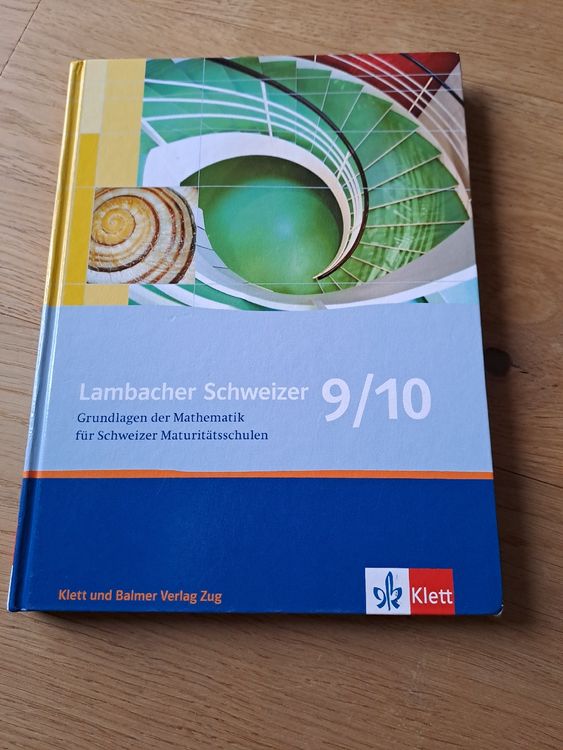 Lambacher Schweizer 9/10
Grundlagen der Mathematik
für Schweizer Maturitätsschulen
Klett und Balmer Verlag Zug
Klett